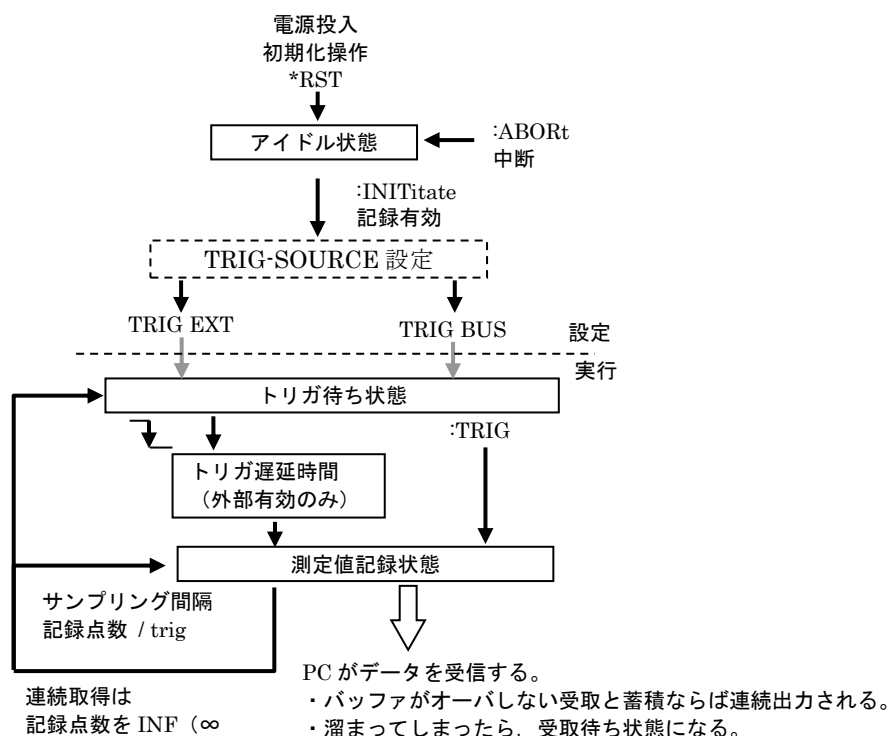 電源投入
初期化操作
*RST
アイドル状態
:ABORt
中断
:INITitate
記録有効
TRIG-SOURCE 設定
TRIG EXT
TRIG BUS
設定
実行
トリガ待ち状態
:TRIG
トリガ遅延時間
（外部有効のみ）
測定値記録状態
サンプリング間隔
記録点数 / trig
連続取得は
記録点数を INF（∞
PC がデータを受信する。
・バッファがオーバしない受取と蓄積ならば連続出力される。
・溜まってしまったら，受取待ち状態になる。